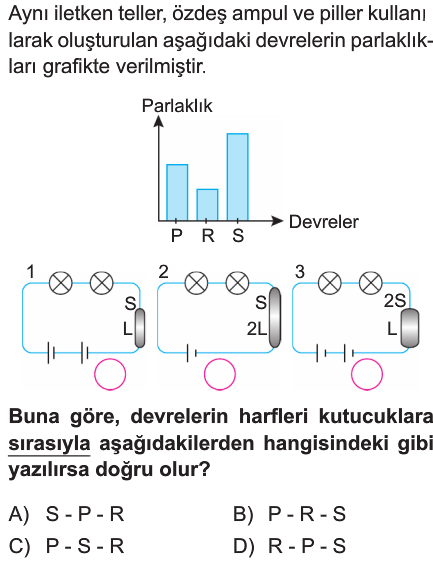 Aynı iletken teller, özdeş ampul ve piller kullanı
larak oluşturulan aşağıdaki devrelerin parlaklık-
ları grafikte verilmiştir.
Parlaklık
Devreler
P R S
1
S
L
2
S
2L
3
2S
L
Buna göre, devrelerin harfleri kutucuklara
sırasıyla aşağıdakilerden hangisindeki gibi
yazılırsa doğru olur?
A) S - P - R
B) P - R - S
C) P - S - R
D) R - P - S